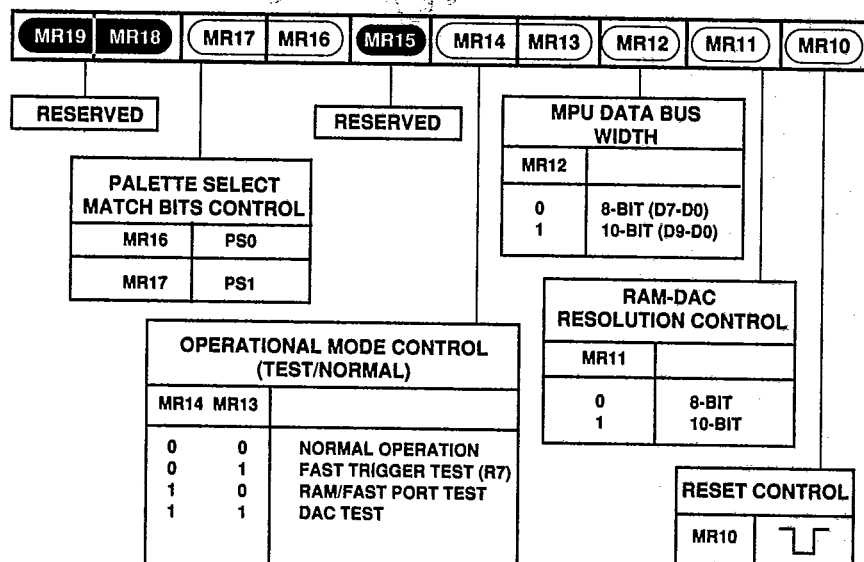 MR19 MR18 MR17 MR16 MR15 MR14 MR13 MR12 MR11 MR10
RESERVED
RESERVED
PALETTE SELECT
MATCH BITS CONTROL
MR16 PS0
MR17 PS1
MPU DATA BUS
WIDTH
MR12
0 8-BIT (D7-D0)
1 10-BIT (D9-D0)
RAM-DAC
RESOLUTION CONTROL
MR11
0 8-BIT
1 10-BIT
OPERATIONAL MODE CONTROL
(TEST/NORMAL)
MR14 MR13
0 0 NORMAL OPERATION
0 1 FAST TRIGGER TEST (R7)
1 0 RAM/FAST PORT TEST
1 1 DAC TEST
RESET CONTROL
MR10